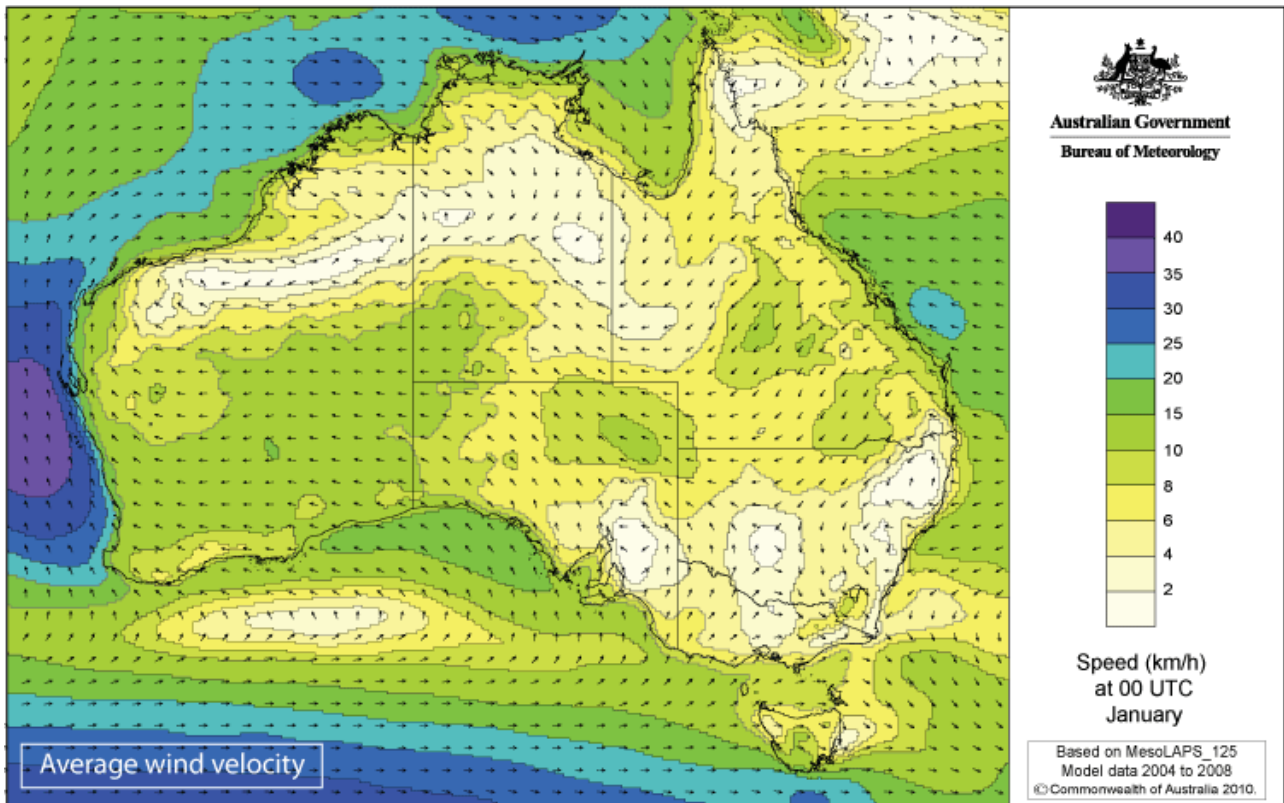 Australian Government
Bureau of Meteorology
40
35
30
25
20
15
10
8
6
4
2
Speed (km/h)
at 00 UTC
January
Average wind velocity
Based on MesoLAPS_125
Model data 2004 to 2008
© Commonwealth of Australia 2010.